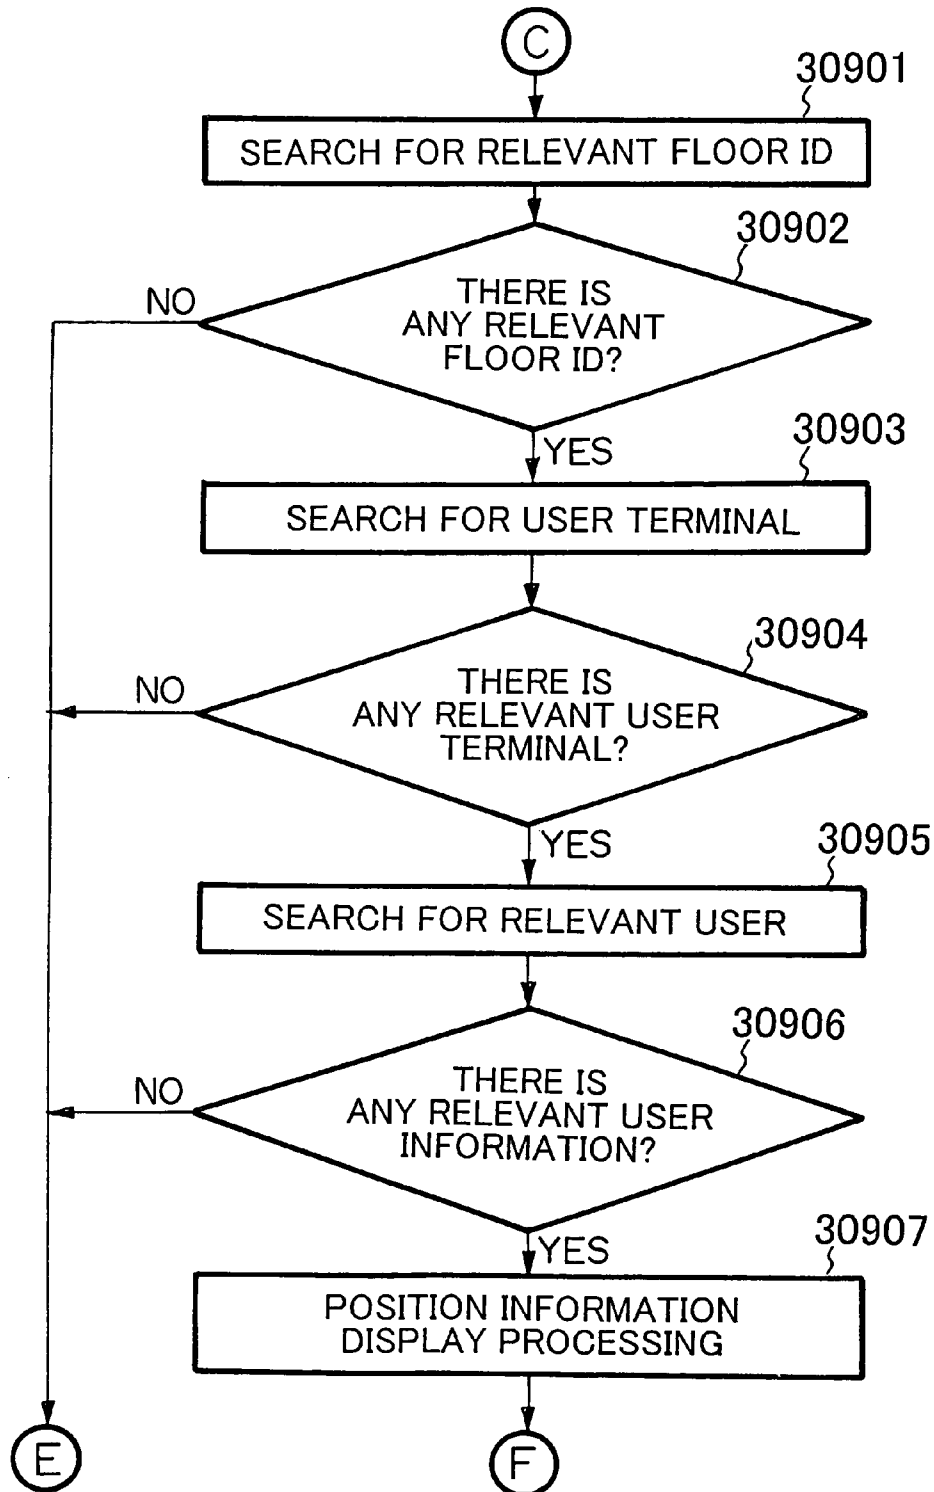 C
30901
SEARCH FOR RELEVANT FLOOR ID
30902
THERE IS
ANY RELEVANT
FLOOR ID?
NO
YES
30903
SEARCH FOR USER TERMINAL
30904
THERE IS
ANY RELEVANT USER
TERMINAL?
NO
YES
30905
SEARCH FOR RELEVANT USER
30906
THERE IS
ANY RELEVANT USER
INFORMATION?
NO
YES
30907
POSITION INFORMATION
DISPLAY PROCESSING
E
F